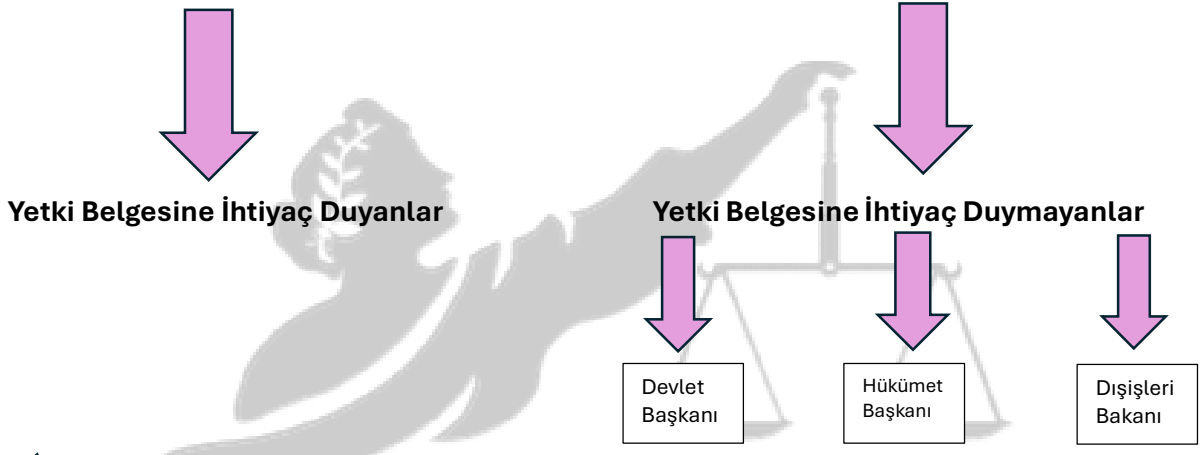 Yetki Belgesine İhtiyaç Duyanlar
Yetki Belgesine İhtiyaç Duymayanlar
Devlet
Başkanı
Hükümet
Başkanı
Dışişleri
Bakanı